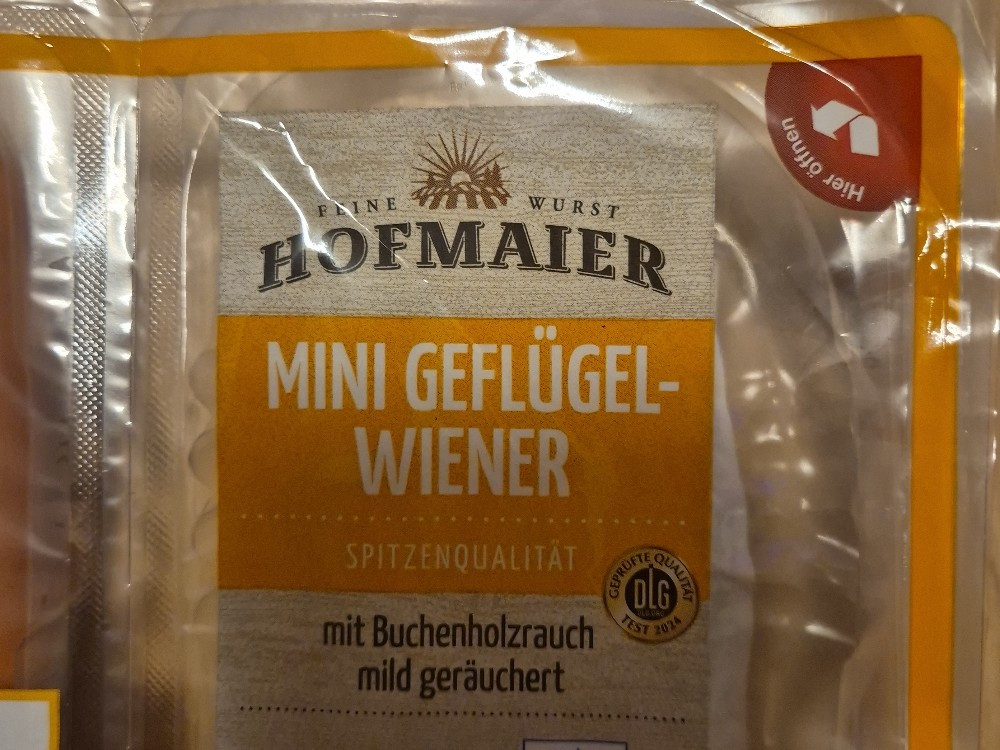 Hier öffnen
FEINE WURST
HOFMAIER
MINI GEFLÜGEL-
WIENER
SPITZENQUALITÄT
GEPRÜFTE QUALITÄT
DLG
TEST 2024
mit Buchenholzrauch
mild geräuchert